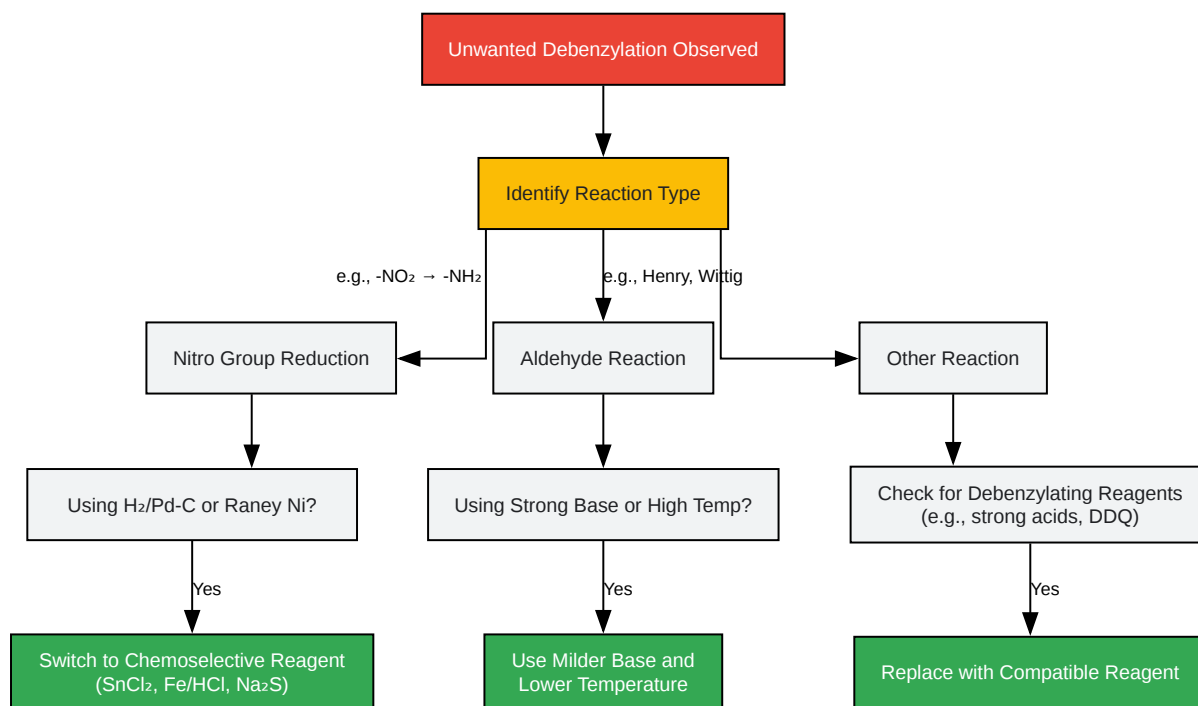 Unwanted Debenzylation Observed
Identify Reaction Type
e.g., -NO₂ → -NH₂
e.g., Henry, Wittig
Nitro Group Reduction
Aldehyde Reaction
Other Reaction
Using H₂/Pd-C or Raney Ni?
Using Strong Base or High Temp?
Check for Debenzylating Reagents
(e.g., strong acids, DDQ)
Yes
Yes
Yes
Switch to Chemoselective Reagent
(SnCl₂, Fe/HCl, Na₂S)
Use Milder Base and
Lower Temperature
Replace with Compatible Reagent